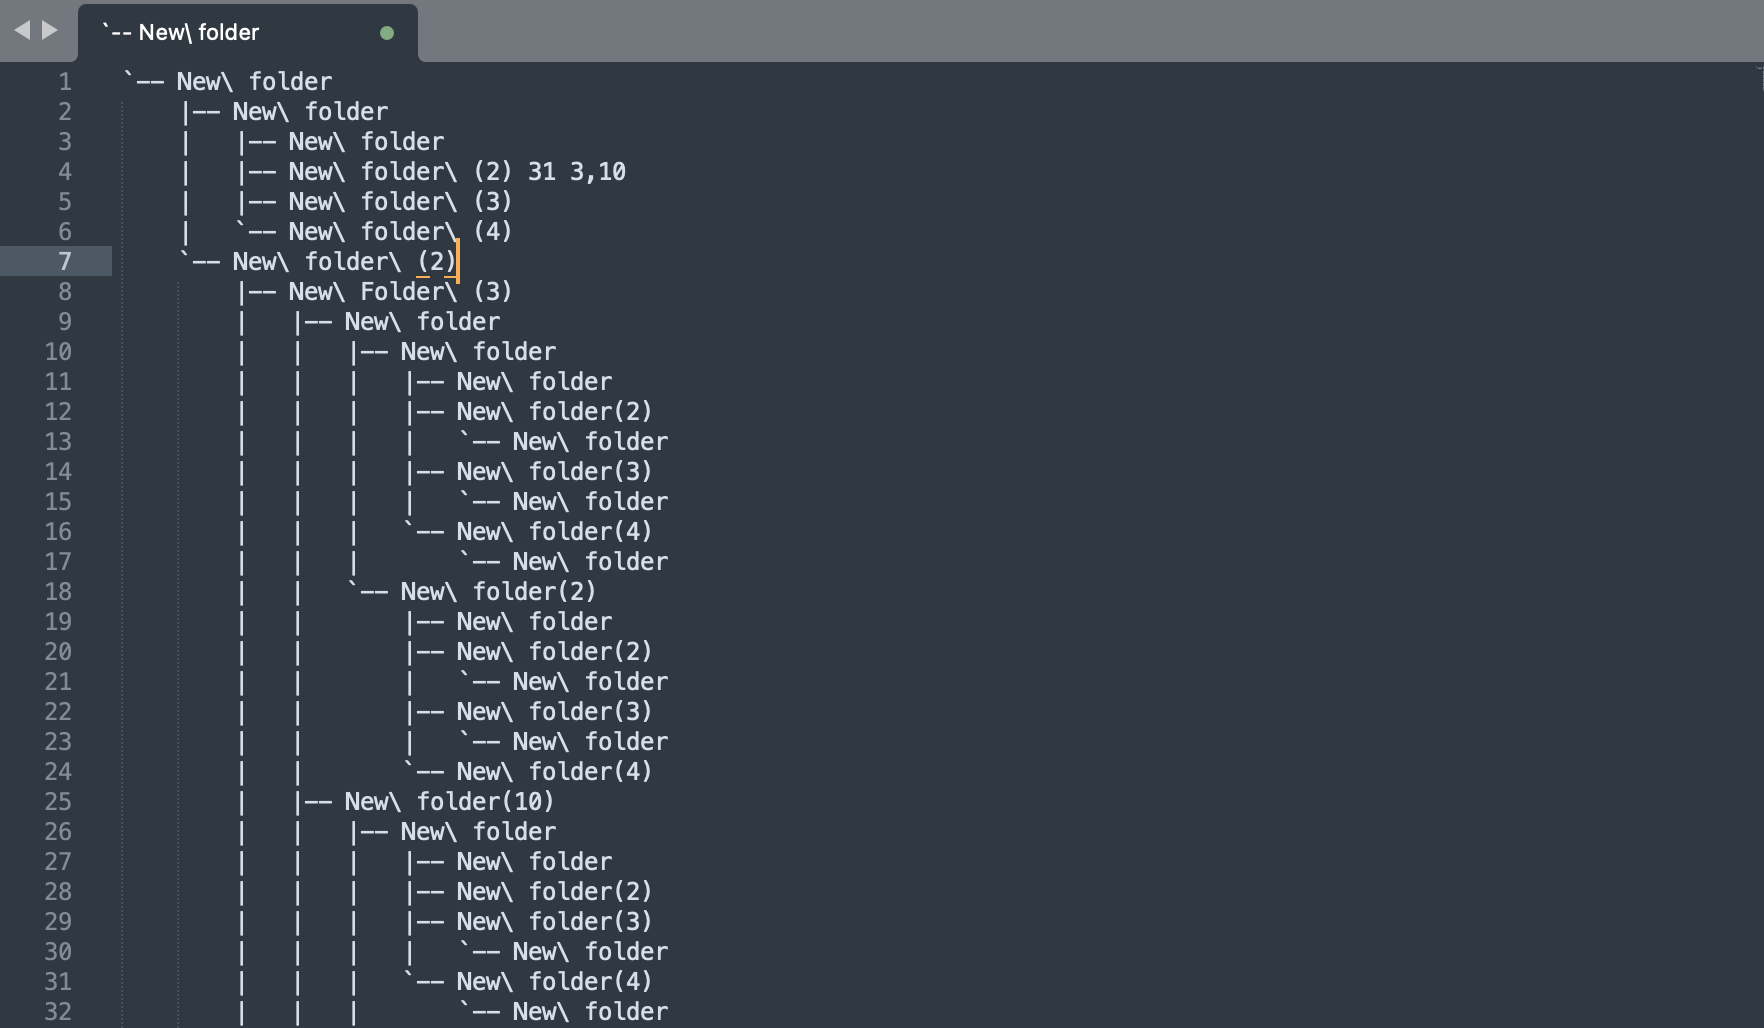 `-- New\ folder
1 `-- New\ folder
2     |-- New\ folder
3     |   |-- New\ folder
4     |   |-- New\ folder\ (2) 31 3,10
5     |   |-- New\ folder\ (3)
6     |   `-- New\ folder\ (4)
7     `-- New\ folder\ (2)
8         |-- New\ Folder\ (3)
9         |   |-- New\ folder
10         |   |   |-- New\ folder
11         |   |   |   |-- New\ folder
12         |   |   |   |-- New\ folder(2)
13         |   |   |   |   `-- New\ folder
14         |   |   |   |-- New\ folder(3)
15         |   |   |   |   `-- New\ folder
16         |   |   |   `-- New\ folder(4)
17         |   |   |       `-- New\ folder
18         |   |   `-- New\ folder(2)
19         |   |       |-- New\ folder
20         |   |       |-- New\ folder(2)
21         |   |       |   `-- New\ folder
22         |   |       |-- New\ folder(3)
23         |   |       |   `-- New\ folder
24         |   |       `-- New\ folder(4)
25         |   |-- New\ folder(10)
26         |   |   |-- New\ folder
27         |   |   |   |-- New\ folder
28         |   |   |   |-- New\ folder(2)
29         |   |   |   |-- New\ folder(3)
30         |   |   |   |   `-- New\ folder
31         |   |   |   `-- New\ folder(4)
32         |   |   |       `-- New\ folder